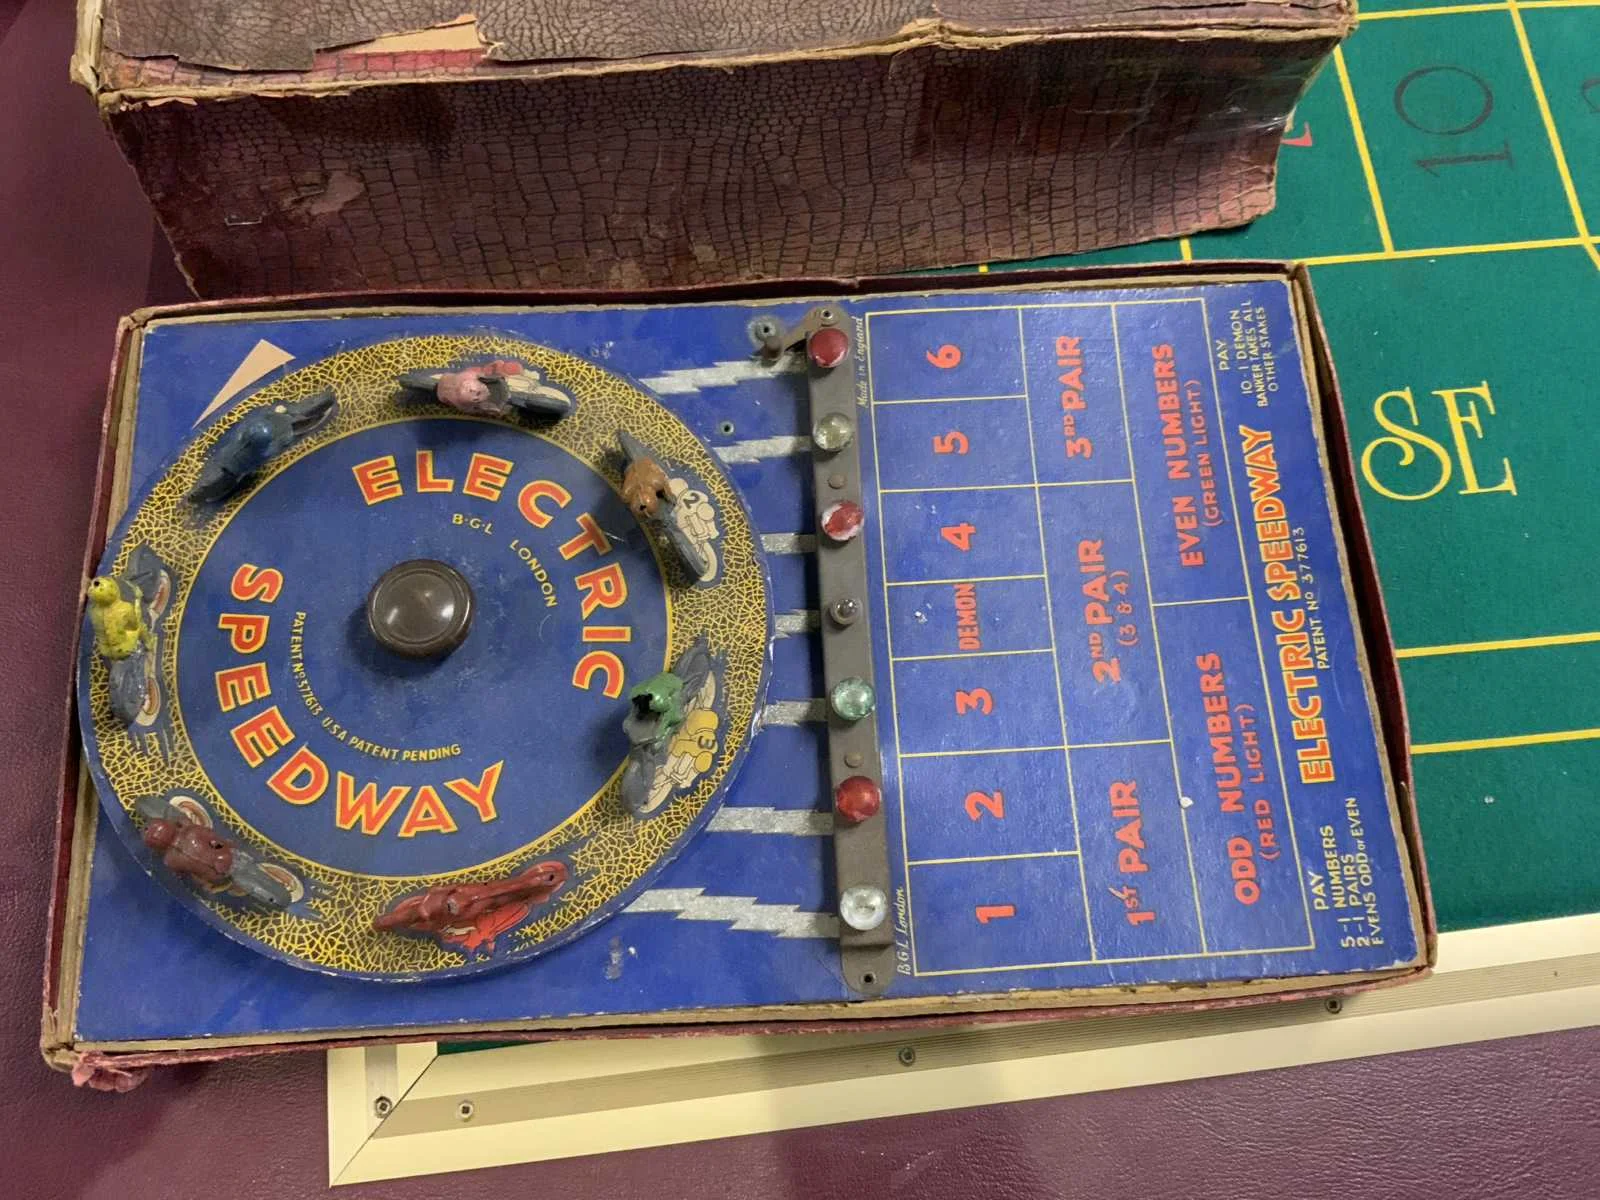 ELECTRIC
SPEEDWAY
B·G·L LONDON
PATENT Nº 377613 U.S.A PATENT PENDING
2
3
Made in England
BGL London
6
5
4
DEMON
3
2
1
3RD PAIR
2ND PAIR
(3 & 4)
1st PAIR
EVEN NUMBERS
(GREEN LIGHT)
ODD NUMBERS
(RED LIGHT)
ELECTRIC SPEEDWAY
PATENT Nº 377613
PAY
10-1 DEMON
BANKER TAKES ALL
OTHER STAKES
PAY
5-1 NUMBERS
2-1 PAIRS
EVENS ODD or EVEN
10
SE